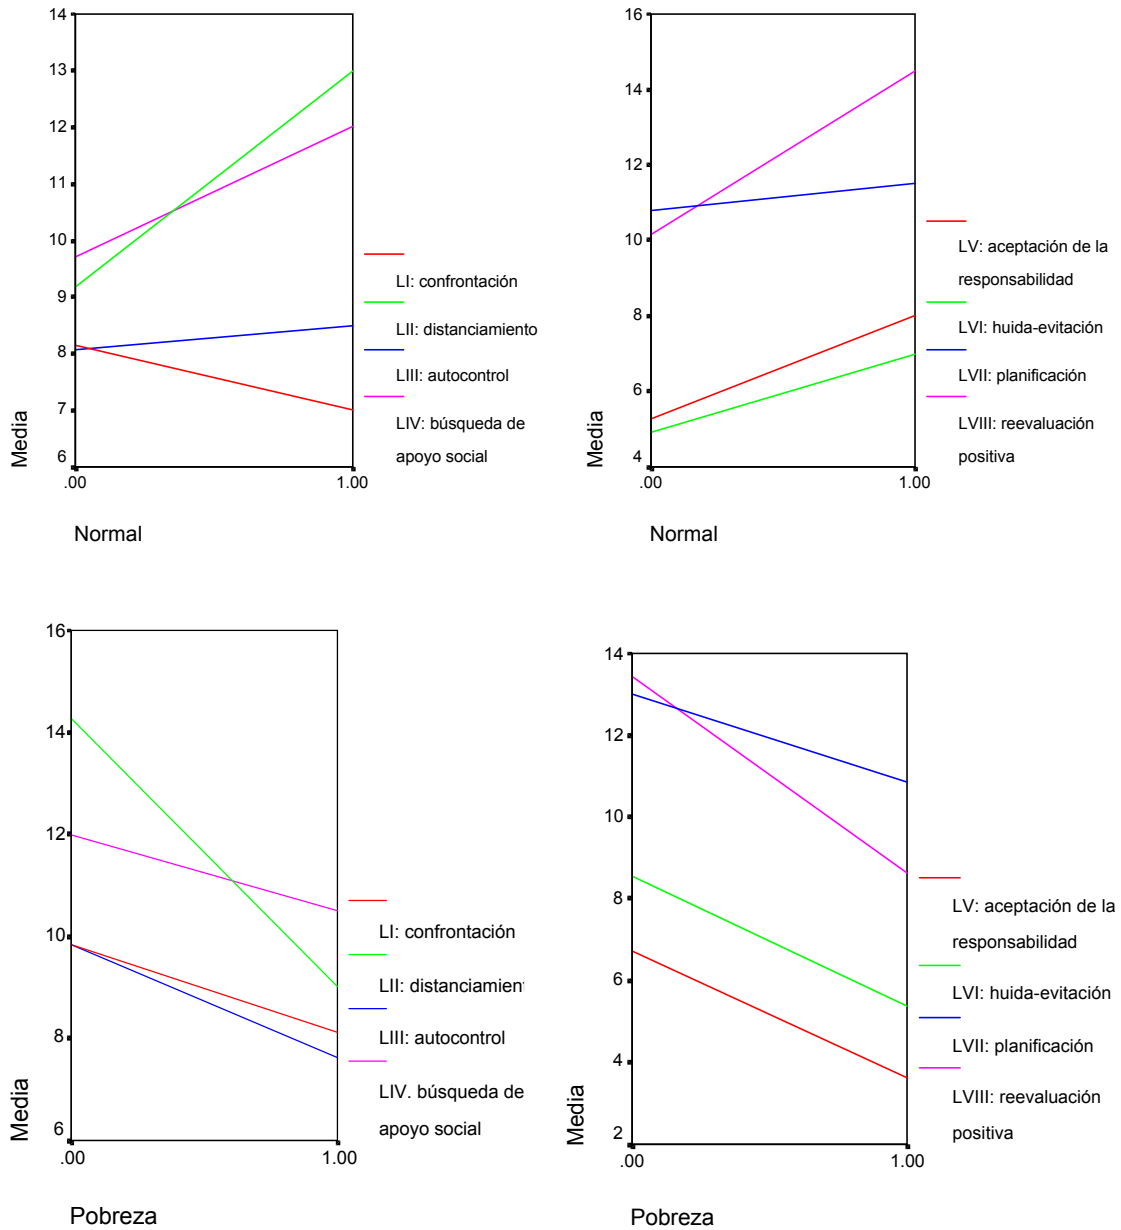 14
13
12
11
10
9
8
7
6
Media
.00
1.00
Normal
LI: confrontación
LII: distanciamiento
LIII: autocontrol
LIV: búsqueda de
apoyo social
16
14
12
10
8
6
4
Media
.00
1.00
Normal
LV: aceptación de la
responsabilidad
LVI: huida-evitación
LVII: planificación
LVIII: reevaluación
positiva
16
14
12
10
8
6
Media
.00
1.00
Pobreza
LI: confrontación
LII: distanciamien
LIII: autocontrol
LIV. búsqueda de
apoyo social
14
12
10
8
6
4
2
Media
.00
1.00
Pobreza
LV: aceptación de la
responsabilidad
LVI: huida-evitación
LVII: planificación
LVIII: reevaluación
positiva